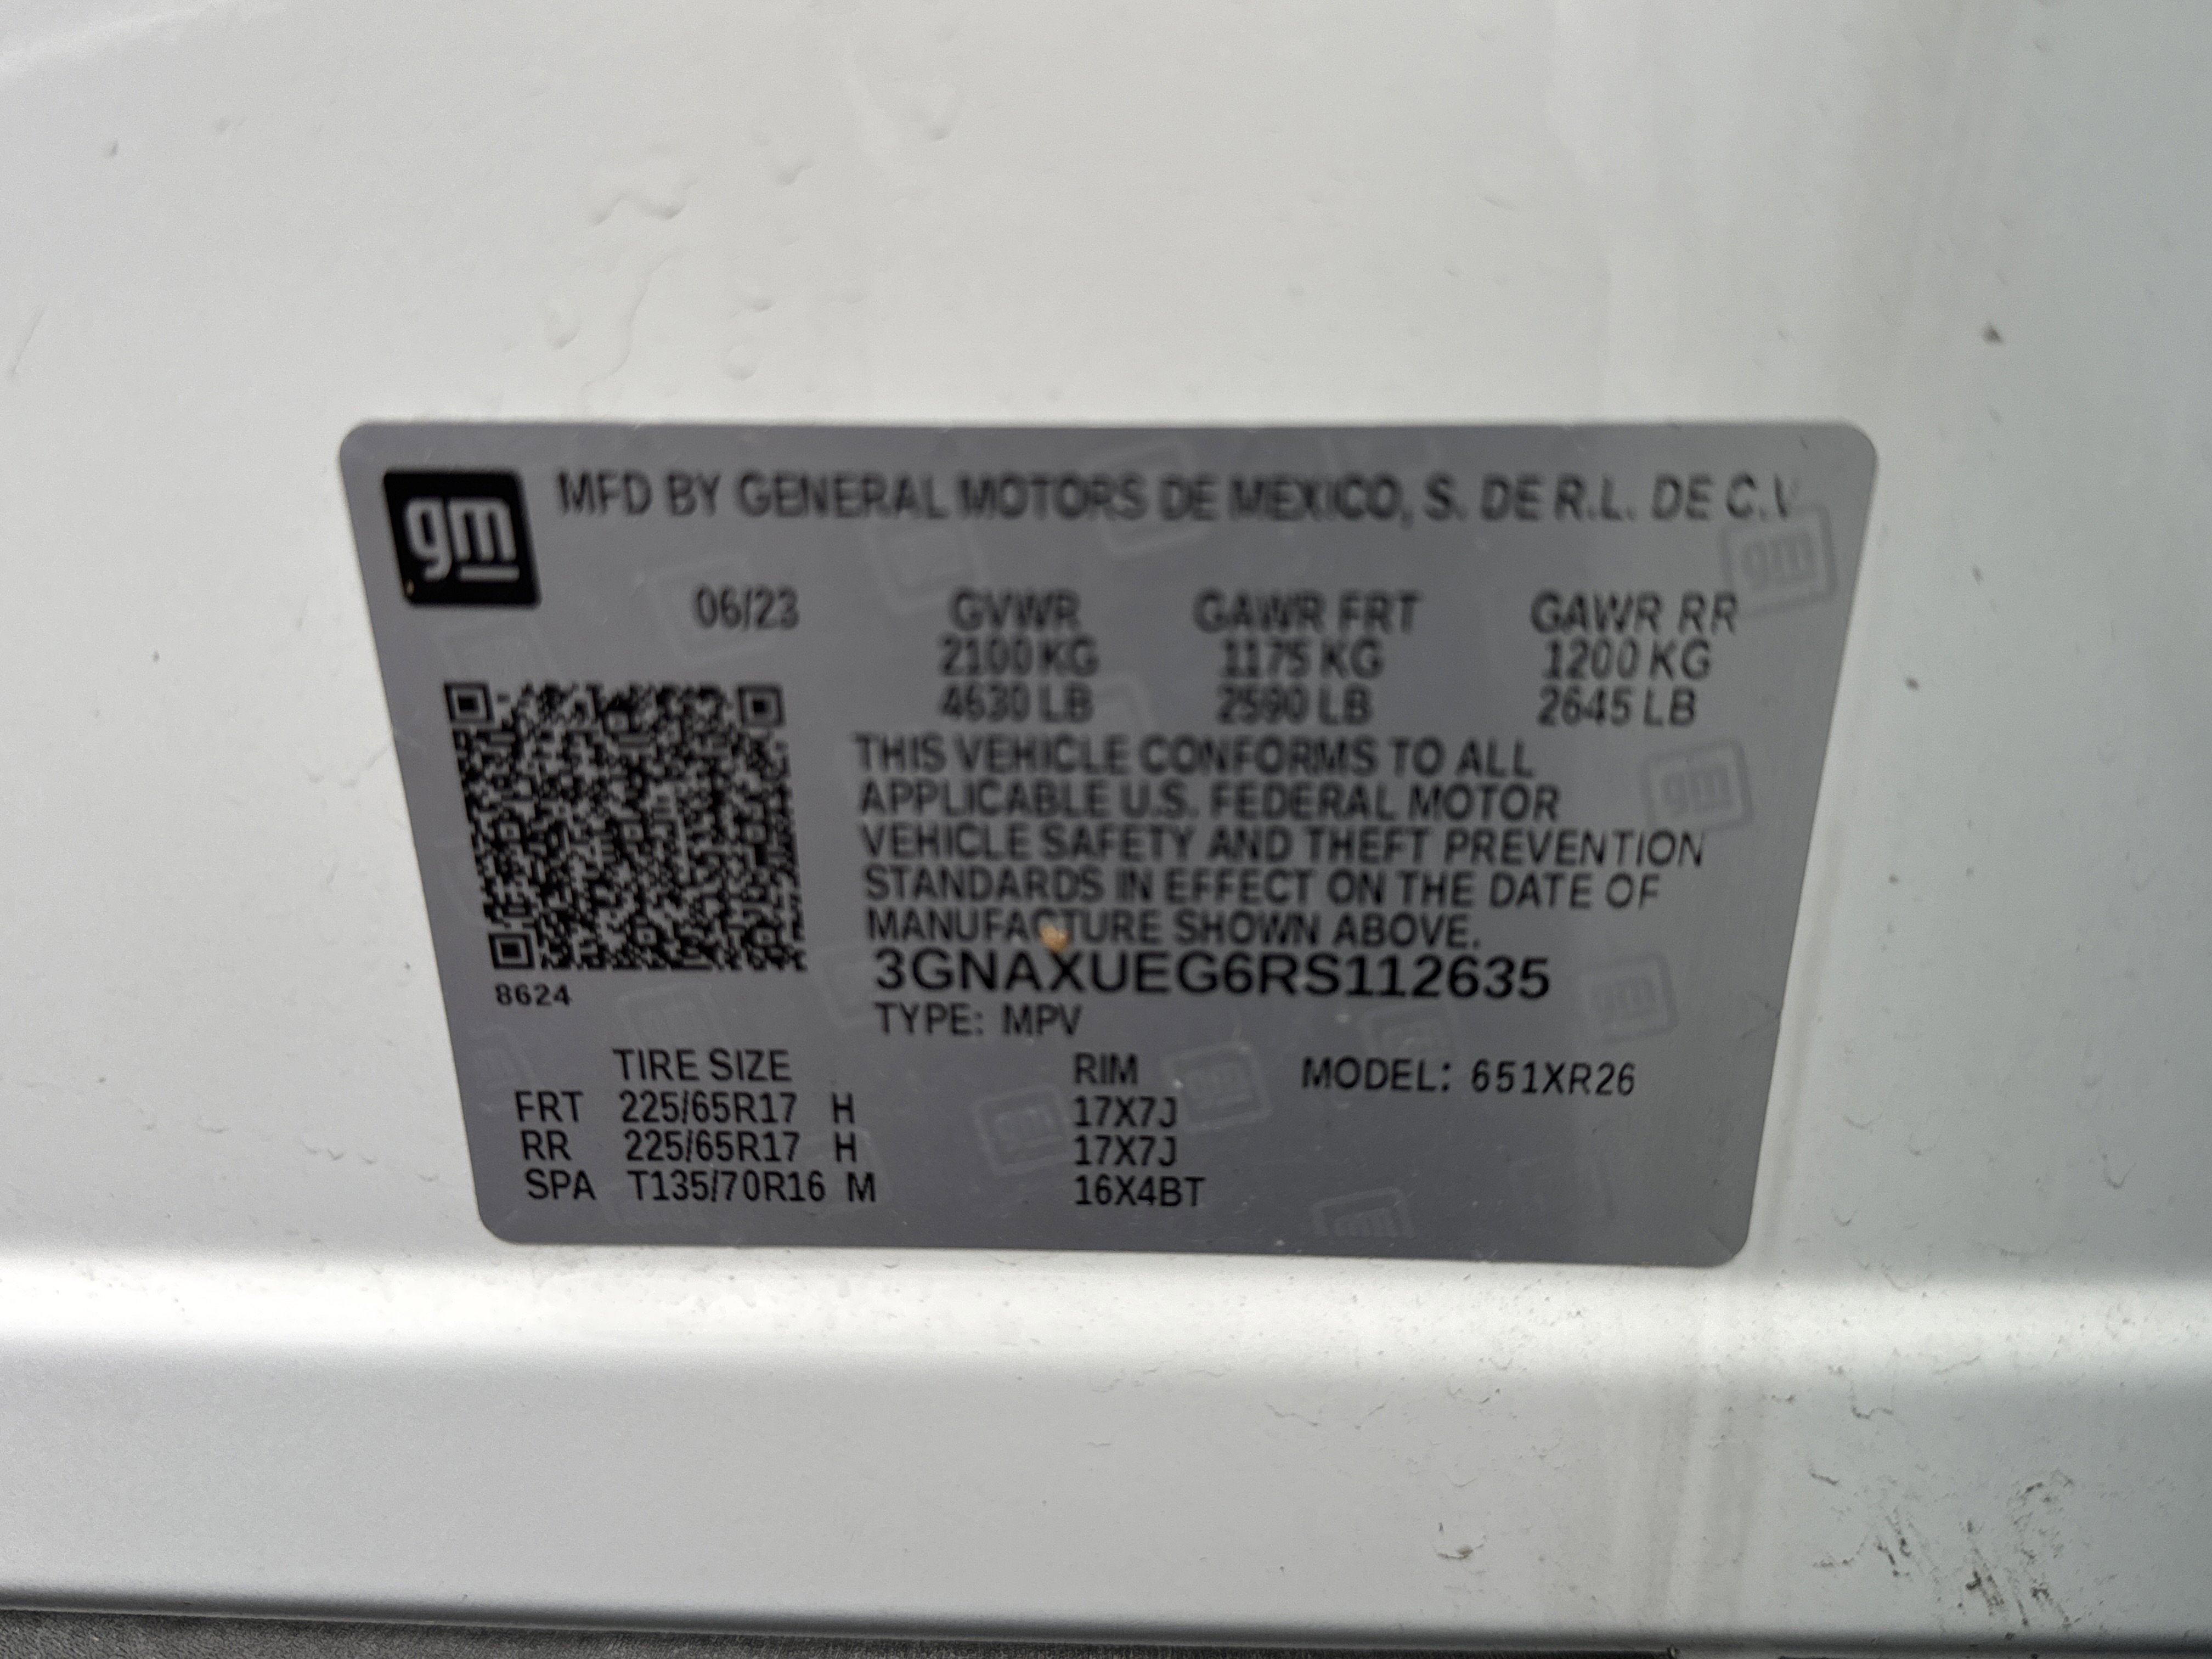 gm MFD BY GENERAL MOTORS DE MEXICO, S. DE R.L. DE C.V
06/23 GVWR GAWR FRT GAWR RR
2100 KG 1175 KG 1200 KG
4630 LB 2590 LB 2645 LB
THIS VEHICLE CONFORMS TO ALL
APPLICABLE U.S. FEDERAL MOTOR
VEHICLE SAFETY AND THEFT PREVENTION
STANDARDS IN EFFECT ON THE DATE OF
MANUFACTURE SHOWN ABOVE.
3GNAXUEG6RS112635
8624
TYPE: MPV
TIRE SIZE RIM MODEL: 651XR26
FRT 225/65R17 H 17X7J
RR 225/65R17 H 17X7J
SPA T135/70R16 M 16X4BT